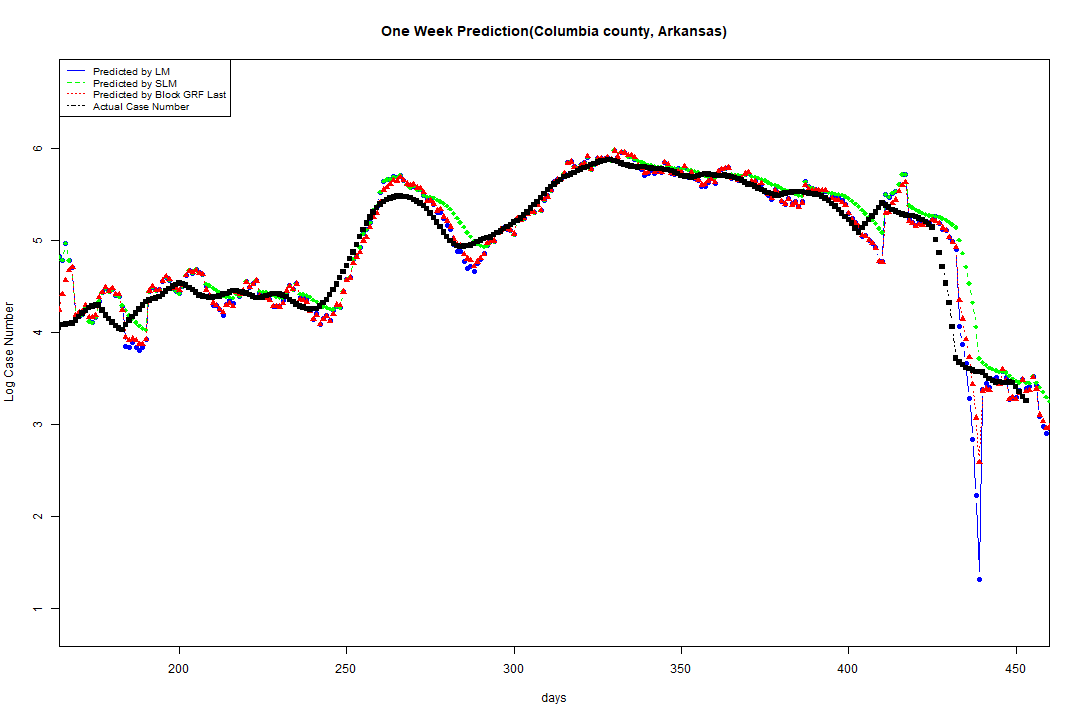 One Week Prediction(Columbia county, Arkansas)
Predicted by LM
Predicted by SLM
Predicted by Block GRF Last
Actual Case Number
6
5
4
3
2
1
Log Case Number
200 250 300 350 400 450
days